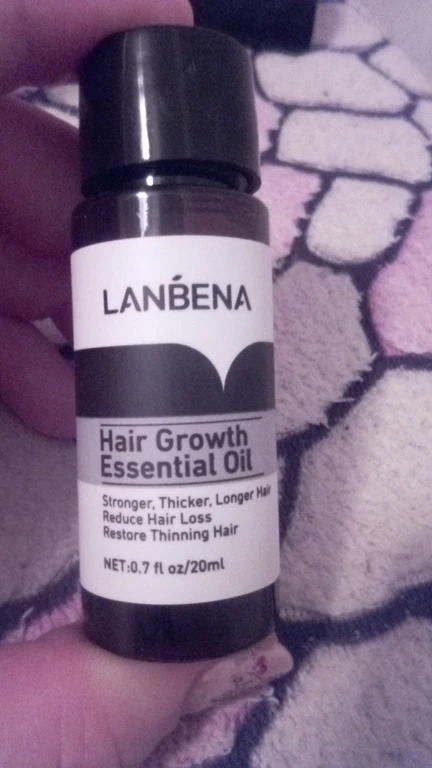 LANBENA
Hair Growth
Essential Oil
Stronger, Thicker, Longer Hair
Reduce Hair Loss
Restore Thinning Hair
NET:0.7 fl oz/20ml